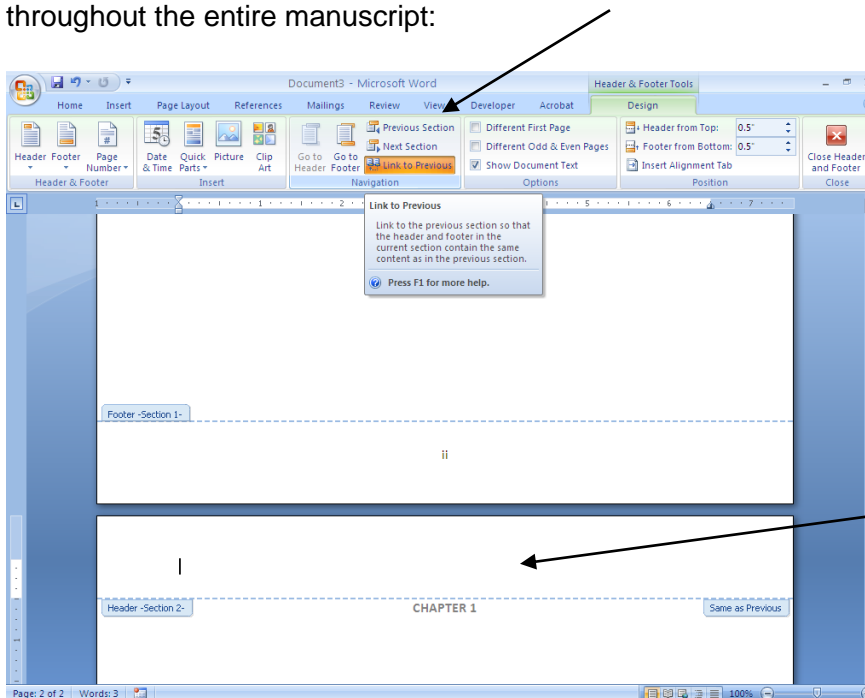 throughout the entire manuscript:
Document3 - Microsoft Word
Header & Footer Tools
Home Insert Page Layout References Mailings Review View Developer Acrobat Design
Header Footer Page Number
Date & Time Quick Parts Picture Clip Art
Go to Header Go to Footer
Previous Section
Next Section
Link to Previous
Different First Page
Different Odd & Even Pages
Show Document Text
Header from Top: 0.5"
Footer from Bottom: 0.5"
Insert Alignment Tab
Close Header and Footer
Header & Footer Insert Navigation Options Position Close
L 1 1 2 5 6 7
Link to Previous
Link to the previous section so that
the header and footer in the
current section contain the same
content as in the previous section.
Press F1 for more help.
Footer -Section 1-
ii
Header -Section 2-
CHAPTER 1
Same as Previous
Page: 2 of 2 Words: 3 100%